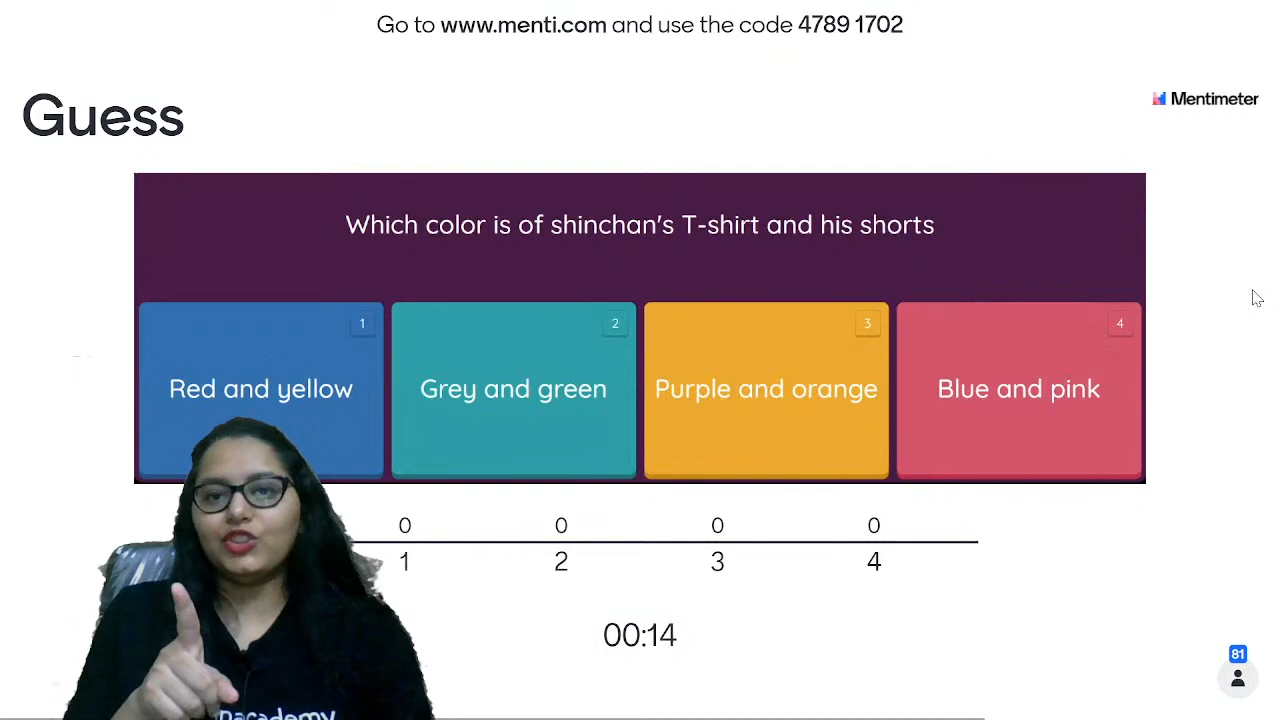 Go to www.menti.com and use the code 4789 1702
Guess
Mentimeter
Which color is of shinchan's T-shirt and his shorts
1
2
3
4
Red and yellow
Grey and green
Purple and orange
Blue and pink
0 0 0 0
1 2 3 4
00:14
81